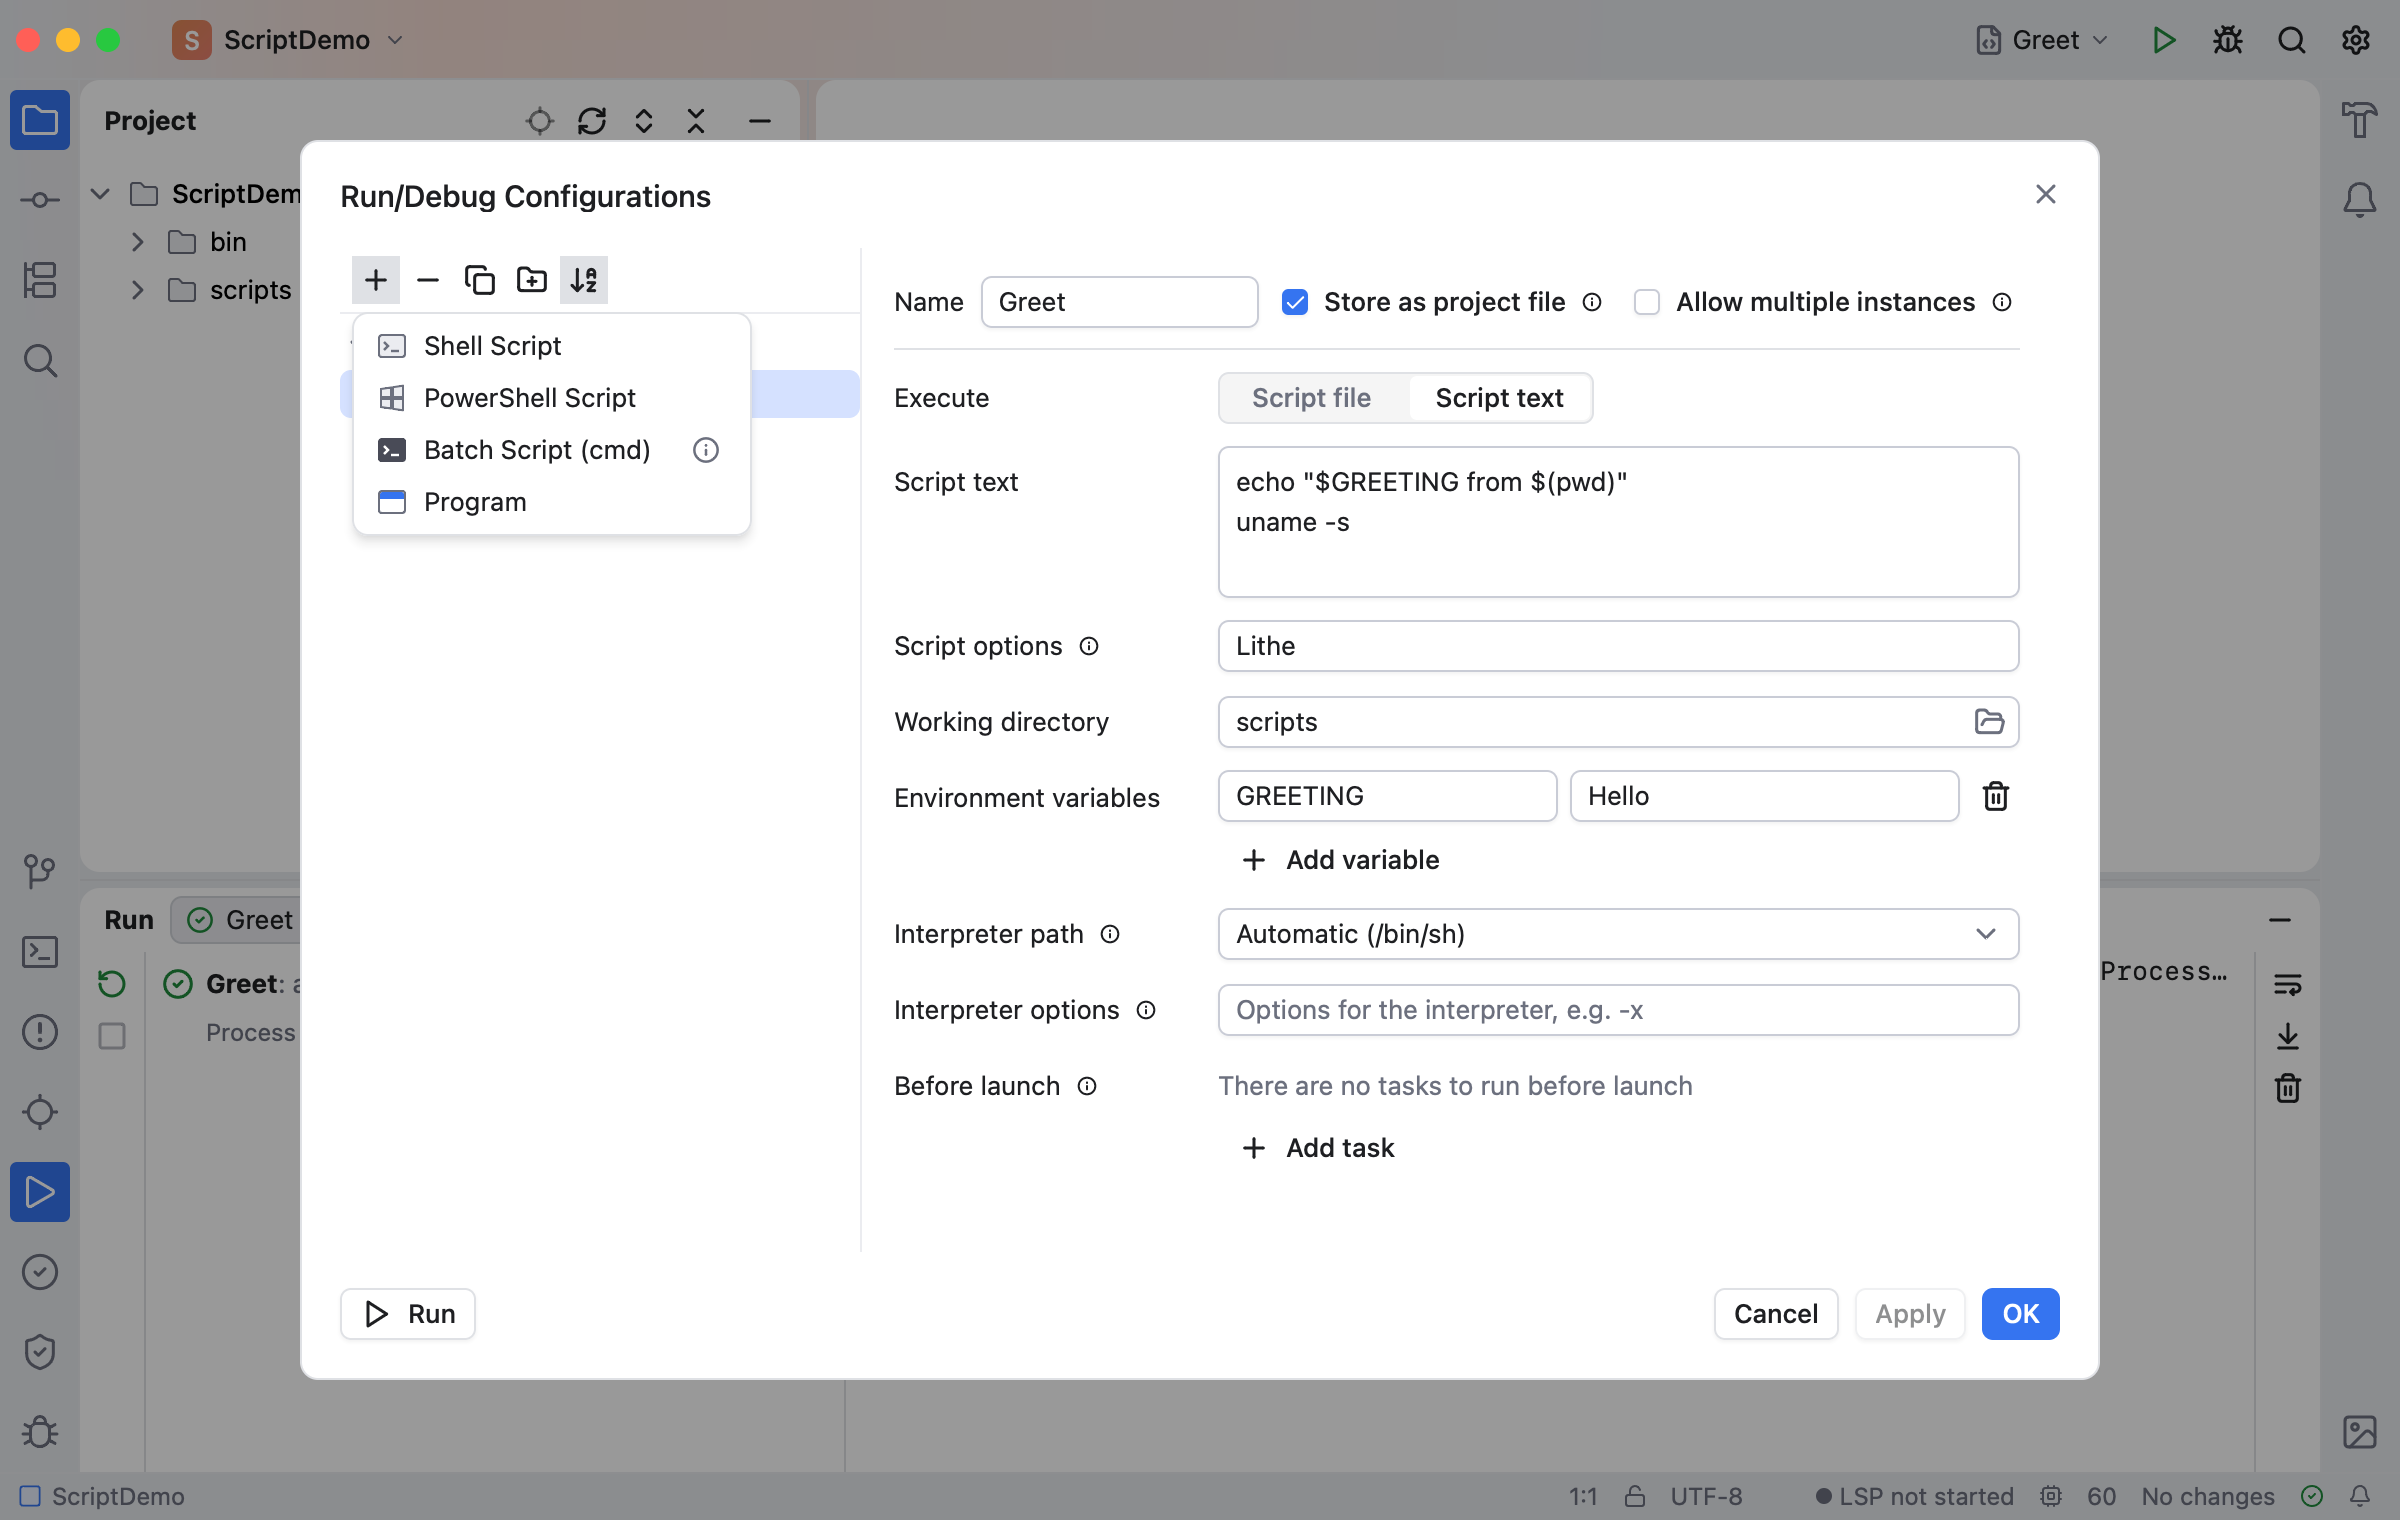 S ScriptDemo
Greet
Project
ScriptDem
bin
scripts
Run/Debug Configurations
Shell Script
PowerShell Script
Batch Script (cmd)
Program
Name Greet Store as project file Allow multiple instances
Execute Script file Script text
Script text echo "$GREETING from $(pwd)"
uname -s
Script options Lithe
Working directory scripts
Environment variables GREETING Hello
Add variable
Interpreter path Automatic (/bin/sh)
Interpreter options Options for the interpreter, e.g. -x
Before launch There are no tasks to run before launch
Add task
Run Cancel Apply OK
Run Greet
Greet:
Process
Process…
ScriptDemo 1:1 UTF-8 LSP not started 60 No changes